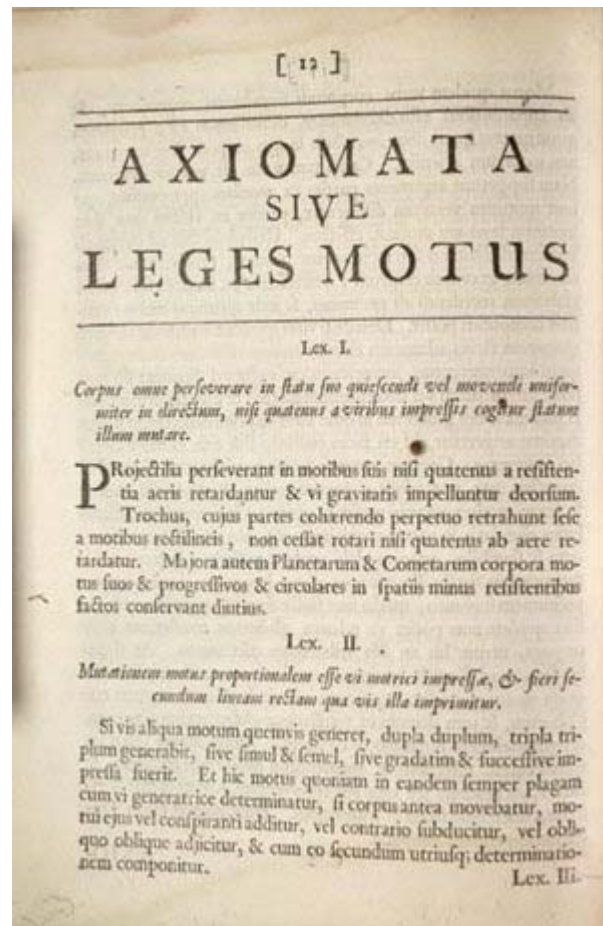 [ 12 ]
AXIOMATA
SIVE
LEGES MOTUS
Lex. I.
Corpus omne perſeverare in ſtatu ſuo quieſcendi vel movendi unifor-
miter in directum, niſi quatenus a viribus impreſſis cogitur ſtatum
illum mutare.
PRojectilia perſeverant in motibus ſuis niſi quatenus a reſiſten-
tia aeris retardantur & vi gravitatis impelluntur deorſum.
Trochus, cujus partes cohærendo perpetuo retrahunt ſeſe
a motibus rectilineis, non ceſſat rotari niſi quatenus ab aere re-
tardatur. Majora autem Planetarum & Cometarum corpora mo-
tus ſuos & progreſſivos & circulares in ſpatiis minus reſiſtentibus
factos conſervant diutius.
Lex. II.
Mutationem motus proportionalem eſſe vi motrici impreſſæ, & fieri ſe-
cundum lineam rectam qua vis illa imprimitur.
Si vis aliqua motum quemvis generet, dupla duplum, tripla tri-
plum generabit, ſive ſimul & ſemel, ſive gradatim & ſucceſſive im-
preſſa fuerit. Et hic motus quoniam in eandem ſemper plagam
cum vi generatrice determinatur, ſi corpus antea movebatur, mo-
tui ejus vel conſpiranti additur, vel contrario ſubducitur, vel obli-
quo oblique adjicitur, & cum eo ſecundum utriuſq; determinatio-
nem componitur.
Lex. III.